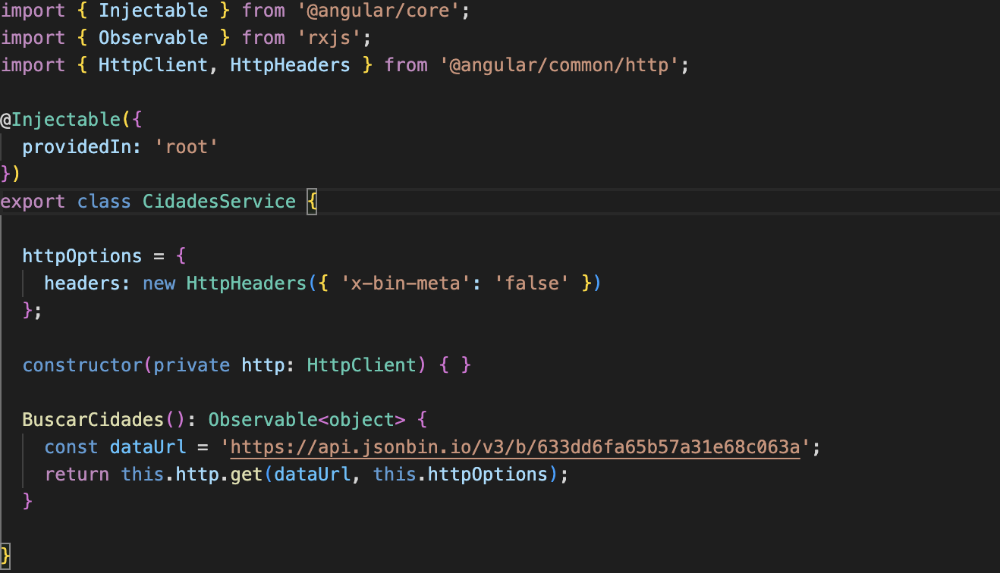 import { Injectable } from '@angular/core';
import { Observable } from 'rxjs';
import { HttpClient, HttpHeaders } from '@angular/common/http';
@Injectable({
  providedIn: 'root'
})
export class CidadesService {
  httpOptions = {
    headers: new HttpHeaders({ 'x-bin-meta': 'false' })
  };
  constructor(private http: HttpClient) { }
  BuscarCidades(): Observable<object> {
    const dataUrl = 'https://api.jsonbin.io/v3/b/633dd6fa65b57a31e68c063a';
    return this.http.get(dataUrl, this.httpOptions);
  }
}